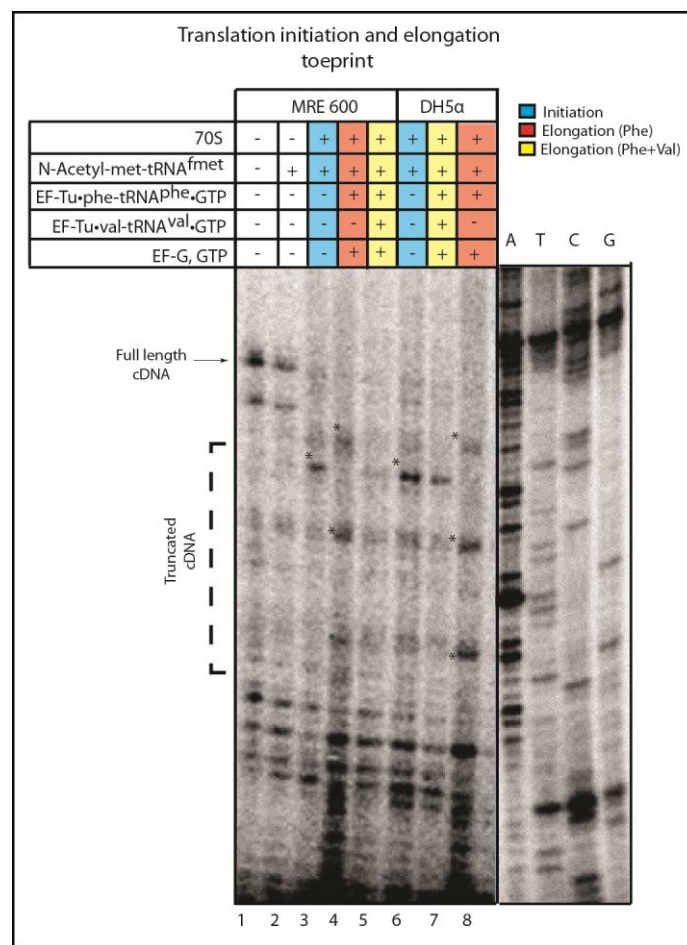 Translation initiation and elongation
toeprint
MRE 600 DH5α
70S - - + + + + + +
N-Acetyl-met-tRNAfmet - + + + + + + +
EF-Tu•phe-tRNAphe•GTP - - - + + - + +
EF-Tu•val-tRNAval•GTP - - - - + - + -
EF-G, GTP - - - + + - + +
Initiation
Elongation (Phe)
Elongation (Phe+Val)
A T C G
Full length
cDNA
Truncated
cDNA
* * * * * * * *
1 2 3 4 5 6 7 8